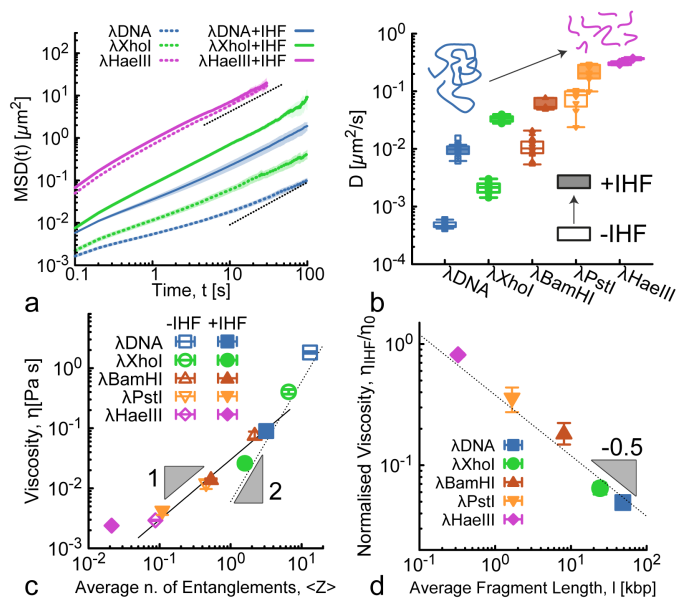 λDNA λDNA+IHF
λXhoI λXhoI+IHF
λHaeIII λHaeIII+IHF
MSD(t) [μm²]
10²
10¹
10⁰
10⁻¹
10⁻²
10⁻³
0.1 1 10 100
Time, t [s]
a
D [μm²/s]
10⁰
10⁻¹
10⁻²
10⁻³
10⁻⁴
+IHF
-IHF
λDNA λXhoI λBamHI λPstI λHaeIII
b
Viscosity, η[Pa s]
10¹
10⁰
10⁻¹
10⁻²
10⁻³
-IHF +IHF
λDNA
λXhoI
λBamHI
λPstI
λHaeIII
1
2
10⁻² 10⁻¹ 10⁰ 10¹
Average n. of Entanglements, <Z>
c
Normalised Viscosity, ηIHF/η0
10⁰
10⁻¹
-0.5
λDNA
λXhoI
λBamHI
λPstI
λHaeIII
10⁻¹ 10⁰ 10¹ 10²
Average Fragment Length, l [kbp]
d